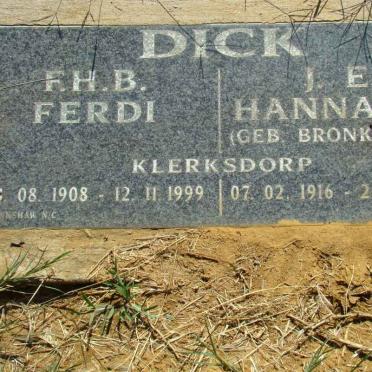 DICK
F.H.B. J. E
FERDI HANNA
(GEB. BRONK
KLERKSDORP
08. 1908 - 12. 11. 1999 07. 02. 1916 - 2
N.C.